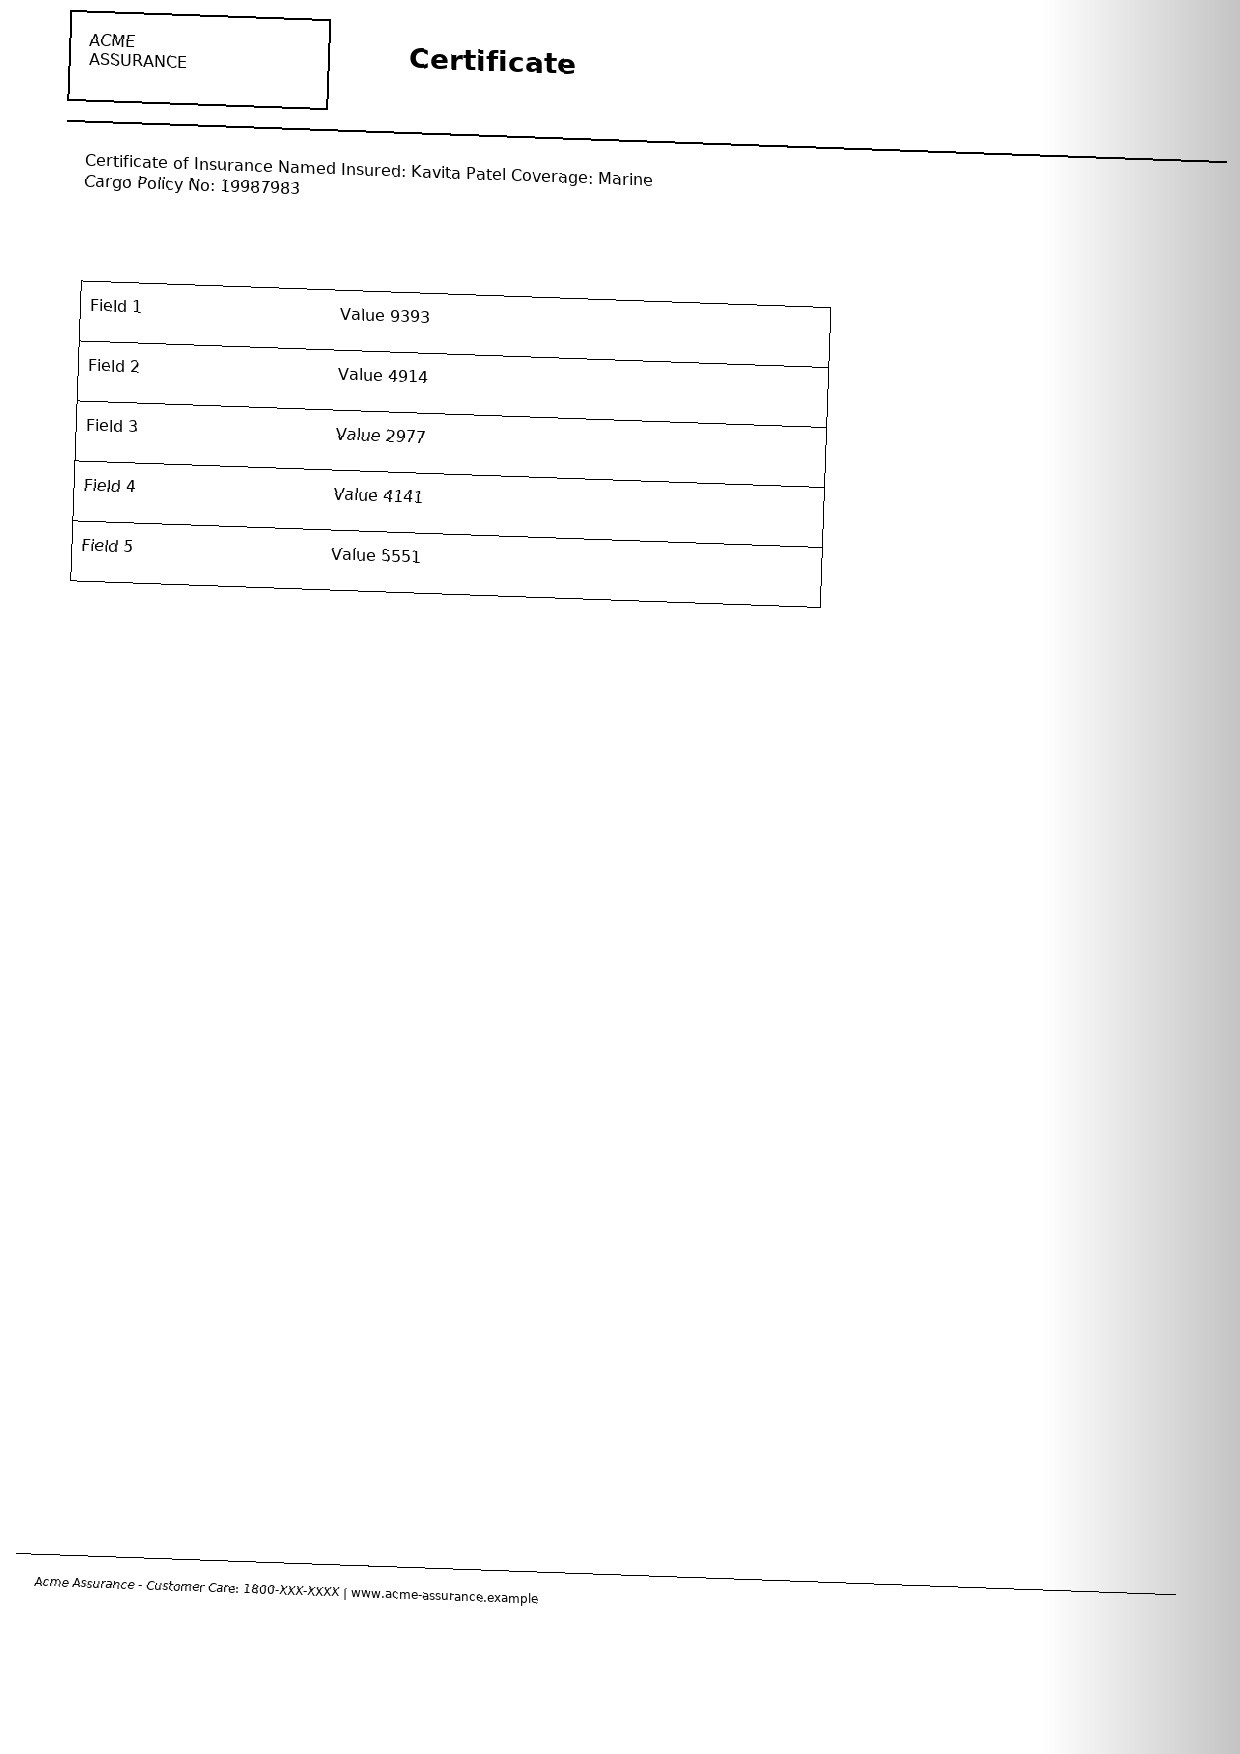 ACME
ASSURANCE
Certificate
Certificate of Insurance Named Insured: Kavita Patel Coverage: Marine
Cargo Policy No: 19987983
Field 1 Value 9393
Field 2 Value 4914
Field 3 Value 2977
Field 4 Value 4141
Field 5 Value 5551
Acme Assurance - Customer Care: 1800-XXX-XXXX | www.acme-assurance.example